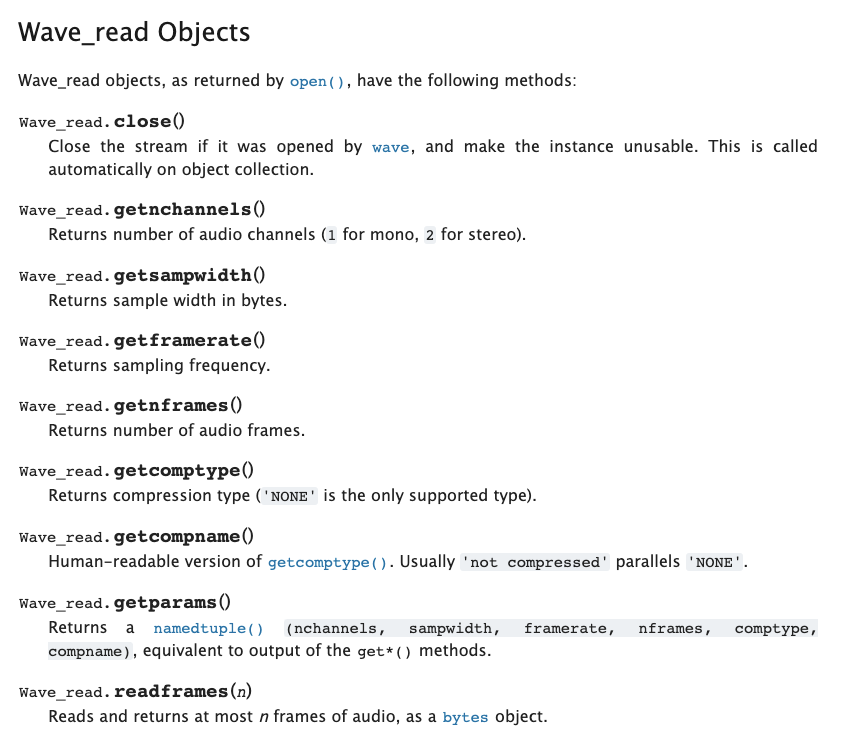 Wave_read Objects
Wave_read objects, as returned by open(), have the following methods:
Wave_read.close()
Close the stream if it was opened by wave, and make the instance unusable. This is called
automatically on object collection.
Wave_read.getnchannels()
Returns number of audio channels (1 for mono, 2 for stereo).
Wave_read.getsampwidth()
Returns sample width in bytes.
Wave_read.getframerate()
Returns sampling frequency.
Wave_read.getnframes()
Returns number of audio frames.
Wave_read.getcomptype()
Returns compression type ('NONE' is the only supported type).
Wave_read.getcompname()
Human-readable version of getcomptype(). Usually 'not compressed' parallels 'NONE'.
Wave_read.getparams()
Returns a namedtuple() (nchannels, sampwidth, framerate, nframes, comptype,
compname), equivalent to output of the get*() methods.
Wave_read.readframes(n)
Reads and returns at most n frames of audio, as a bytes object.